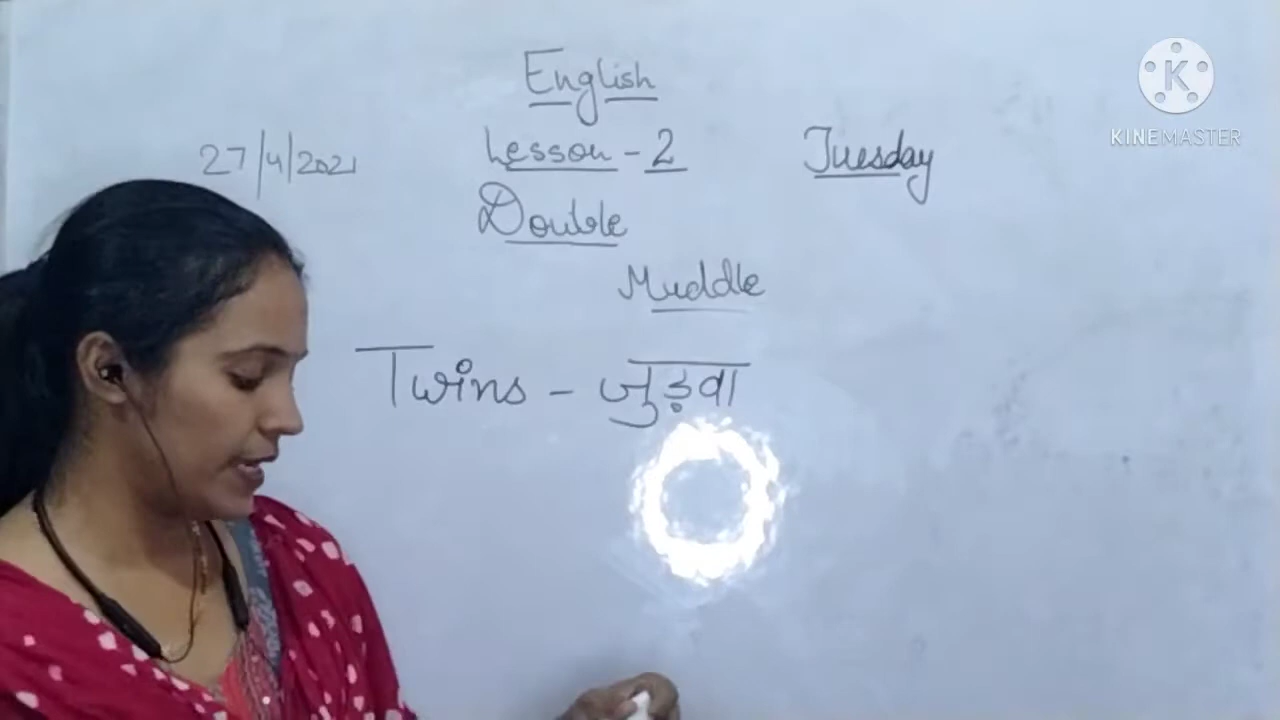 English
27/4/2021 Lesson - 2 Tuesday
Double
Muddle
Twins - जुड़वा
K
KINEMASTER